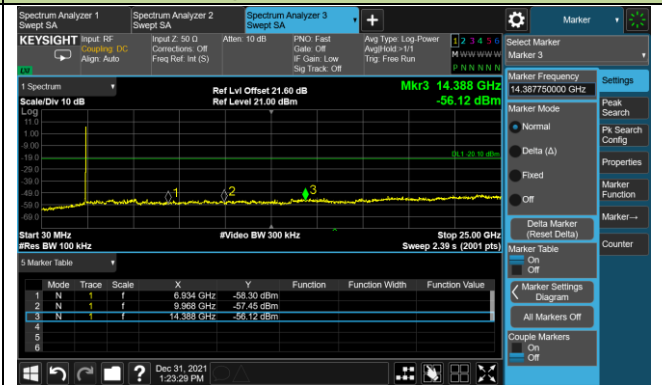 Spectrum Analyzer 1
Swept SA
Spectrum Analyzer 2
Swept SA
Spectrum Analyzer 3
Swept SA
Marker
KEYSIGHT
Input: RF
Coupling: DC
Align: Auto
Input Z: 50 Ω
Corrections: Off
Freq Ref: Int (S)
Atten: 10 dB
PNO: Fast
Gate: Off
IF Gain: Low
Sig Track: Off
Avg Type: Log-Power
Avg|Hold:>1/1
Trig: Free Run
1 2 3 4 5 6
M W W W W W
P N N N N N
Select Marker
Marker 3
LXI
1 Spectrum
Scale/Div 10 dB
Ref Lvl Offset 21.60 dB
Ref Level 21.00 dBm
Mkr3 14.388 GHz
-56.12 dBm
Log
11.0
1.00
-9.00
-19.0
-29.0
-39.0
-49.0
-59.0
-69.0
DL1 -20.10 dBm
1
2
3
Start 30 MHz
#Res BW 100 kHz
#Video BW 300 kHz
Stop 25.00 GHz
Sweep 2.39 s (2001 pts)
5 Marker Table
Mode Trace Scale X Y Function Function Width Function Value
1 N 1 f 6.934 GHz -58.30 dBm
2 N 1 f 9.968 GHz -57.45 dBm
3 N 1 f 14.388 GHz -56.12 dBm
4
5
6
Dec 31, 2021
1:23:29 PM
Marker Frequency
14.387750000 GHz
Marker Mode
Normal
Delta (Δ)
Fixed
Off
Delta Marker
(Reset Delta)
Marker Table
On
Off
Marker Settings
Diagram
All Markers Off
Couple Markers
On
Off
Settings
Peak
Search
Pk Search
Config
Properties
Marker
Function
Marker→
Counter